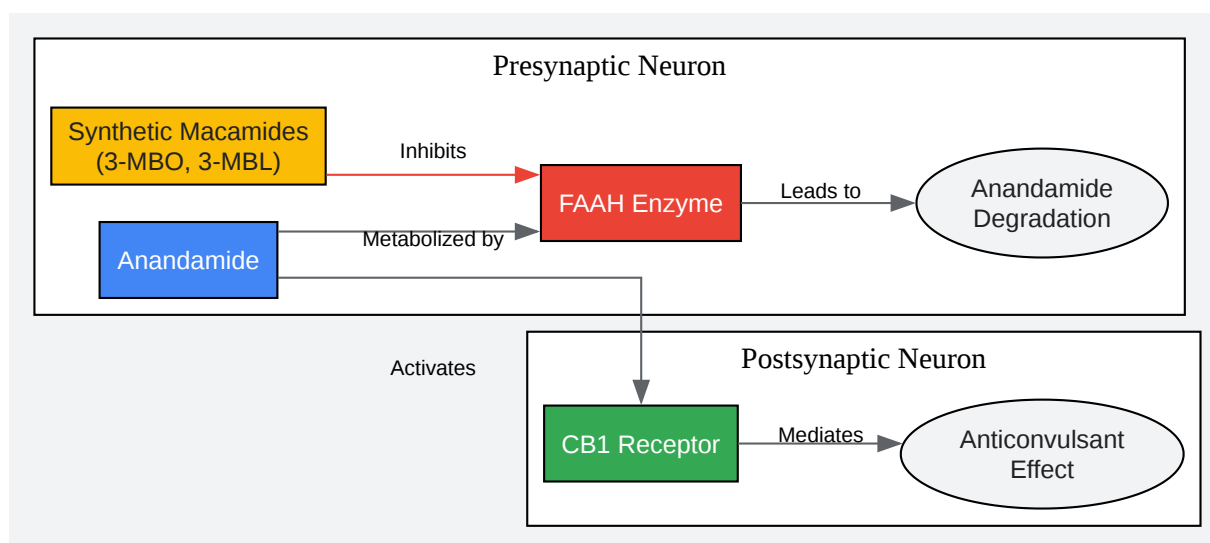 Presynaptic Neuron
Synthetic Macamides
(3-MBO, 3-MBL)
Inhibits
FAAH Enzyme
Leads to
Anandamide
Degradation
Metabolized by
Anandamide
Activates
Postsynaptic Neuron
CB1 Receptor
Mediates
Anticonvulsant
Effect